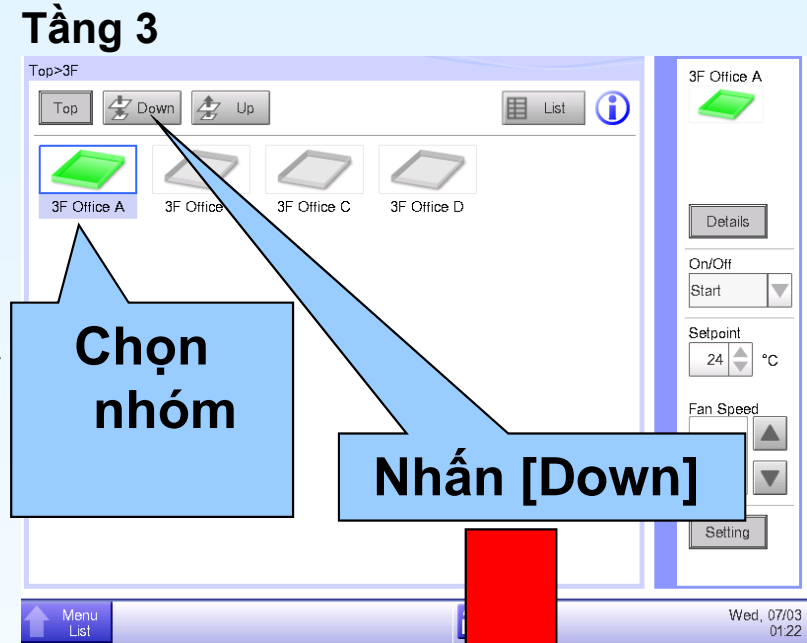 Tầng 3
Top>3F
Top
Down
Up
List
3F Office A
3F Office
3F Office C
3F Office D
Chọn
nhóm
Nhấn [Down]
3F Office A
Details
On/Off
Start
Setpoint
24 °C
Fan Speed
Setting
Menu
List
Wed, 07/03
01:22